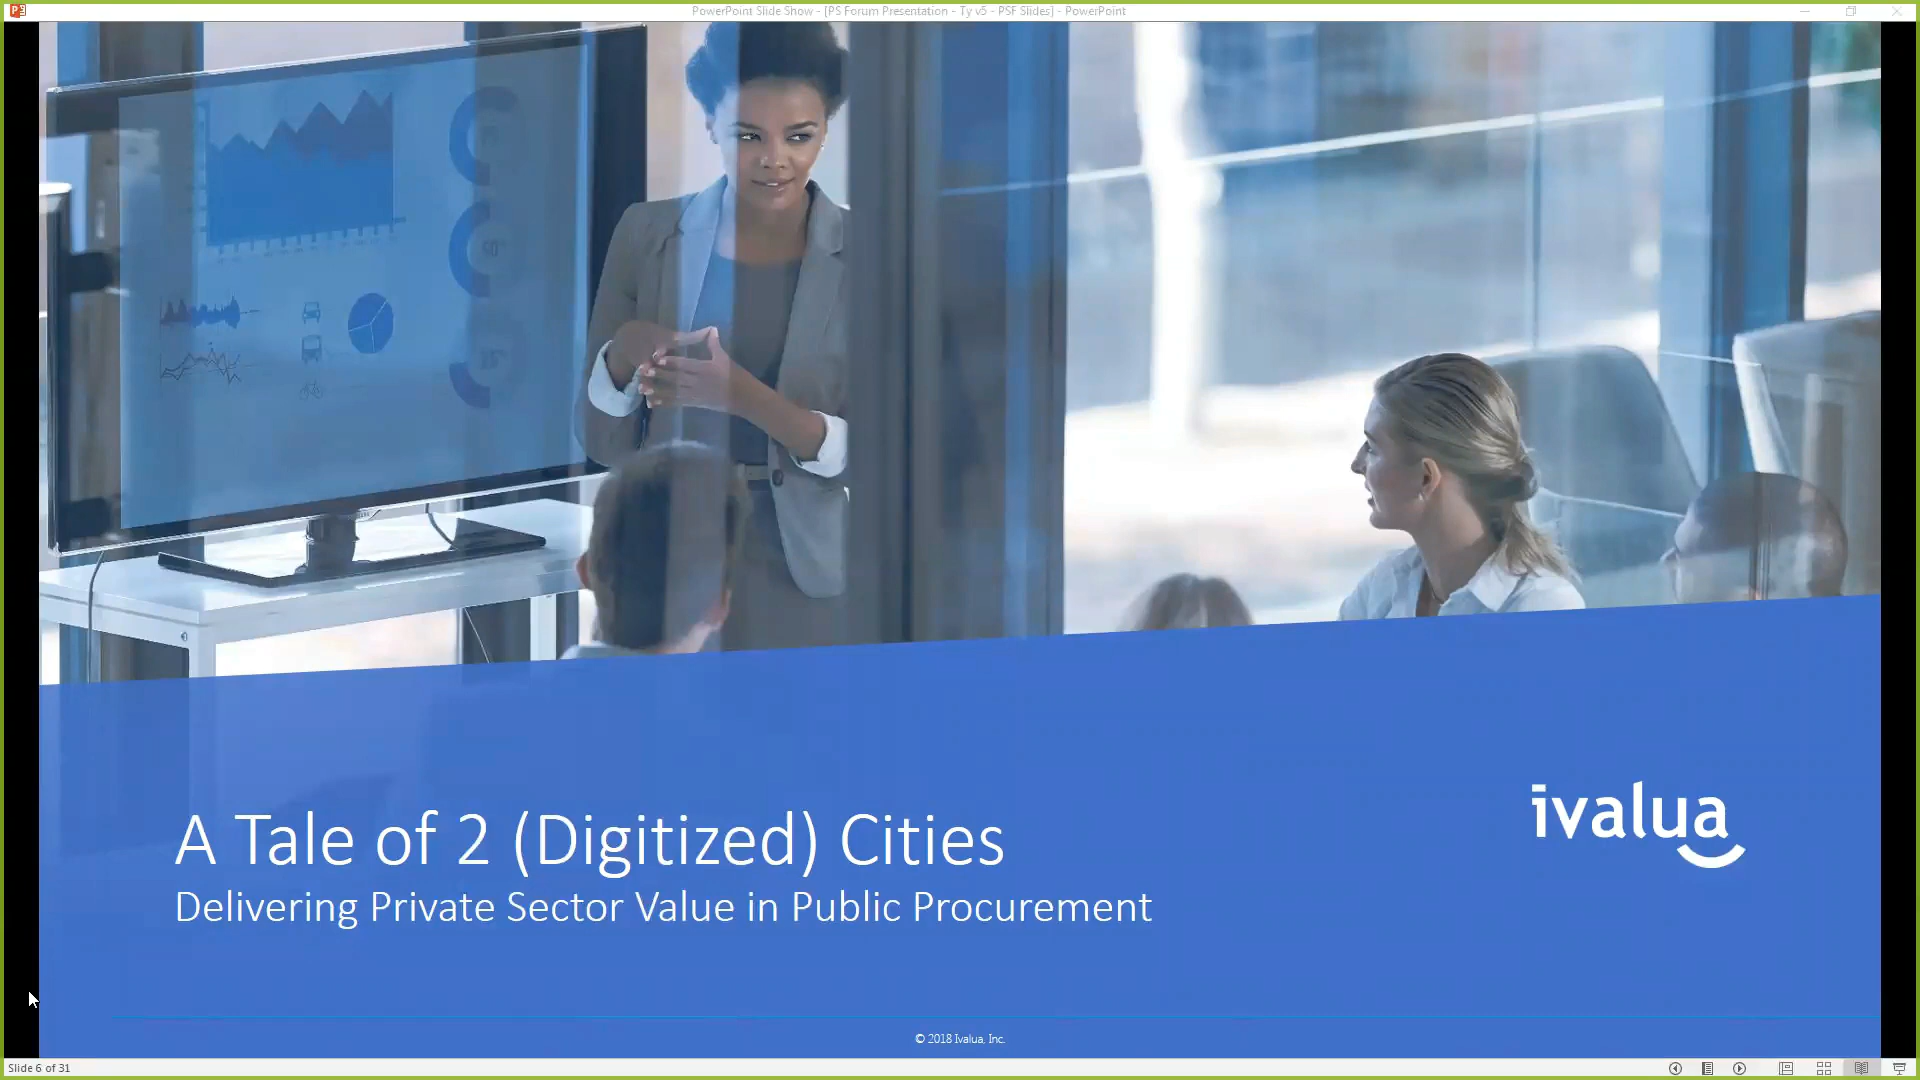 PowerPoint Slide Show - [PS Forum Presentation - Ty v5 - PSF Slides] - PowerPoint
A Tale of 2 (Digitized) Cities
Delivering Private Sector Value in Public Procurement
ivalua
© 2018 Ivalua, Inc.
Slide 6 of 31